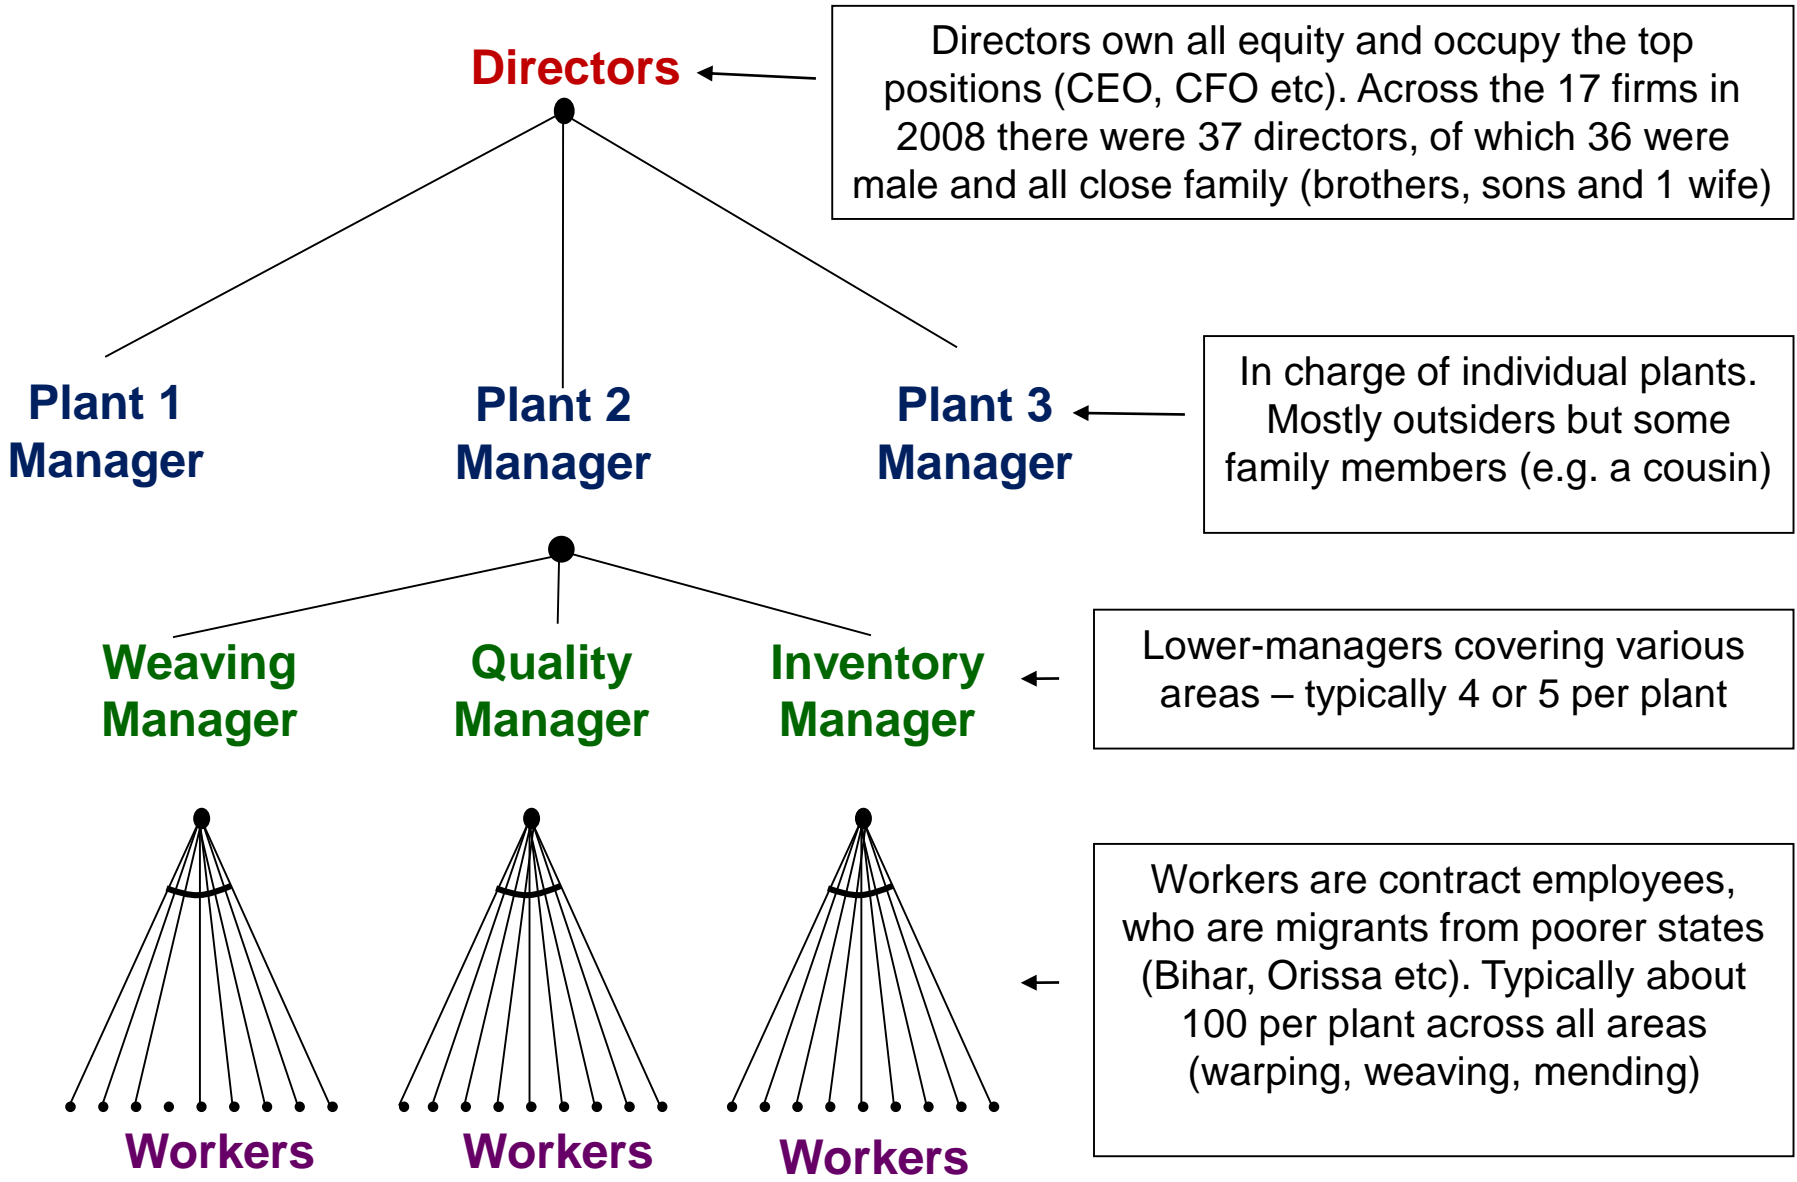 Directors
Directors own all equity and occupy the top
positions (CEO, CFO etc). Across the 17 firms in
2008 there were 37 directors, of which 36 were
male and all close family (brothers, sons and 1 wife)
Plant 1
Manager
Plant 2
Manager
Plant 3
Manager
In charge of individual plants.
Mostly outsiders but some
family members (e.g. a cousin)
Weaving
Manager
Quality
Manager
Inventory
Manager
Lower-managers covering various
areas – typically 4 or 5 per plant
Workers are contract employees,
who are migrants from poorer states
(Bihar, Orissa etc). Typically about
100 per plant across all areas
(warping, weaving, mending)
Workers
Workers
Workers